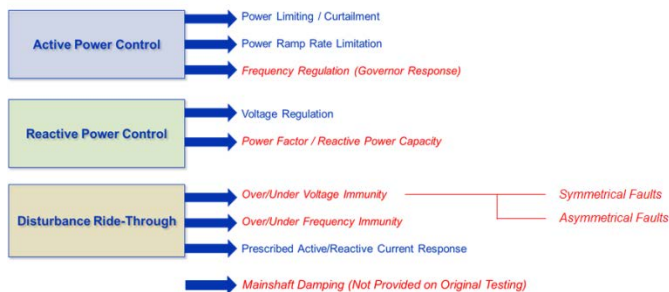 Active Power Control
Power Limiting / Curtailment
Power Ramp Rate Limitation
Frequency Regulation (Governor Response)
Reactive Power Control
Voltage Regulation
Power Factor / Reactive Power Capacity
Disturbance Ride-Through
Over/Under Voltage Immunity
Symmetrical Faults
Asymmetrical Faults
Over/Under Frequency Immunity
Prescribed Active/Reactive Current Response
Mainshaft Damping (Not Provided on Original Testing)